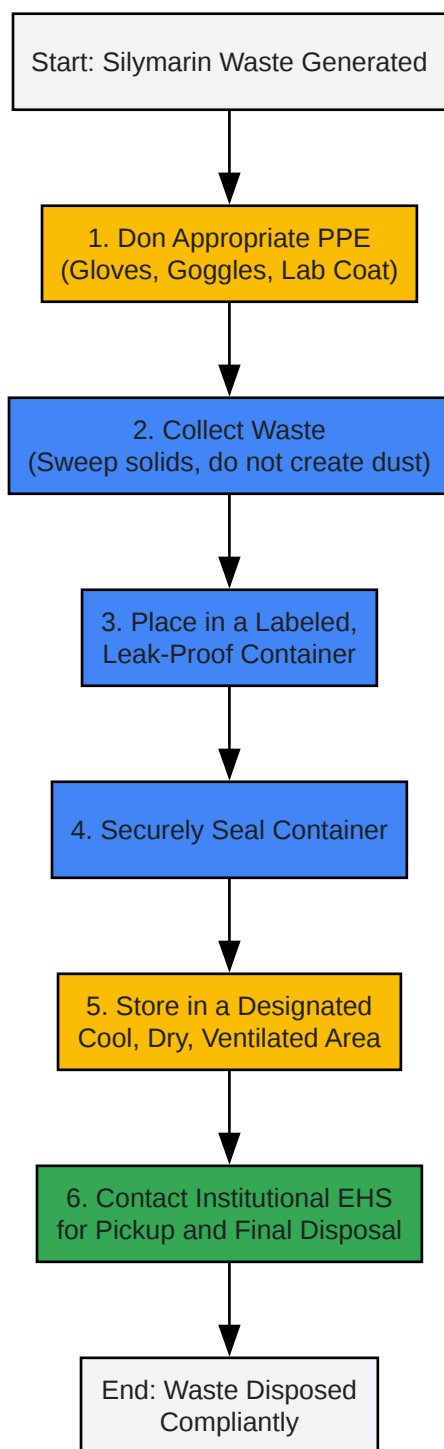 Start: Silymarin Waste Generated
1. Don Appropriate PPE
(Gloves, Goggles, Lab Coat)
2. Collect Waste
(Sweep solids, do not create dust)
3. Place in a Labeled,
Leak-Proof Container
4. Securely Seal Container
5. Store in a Designated
Cool, Dry, Ventilated Area
6. Contact Institutional EHS
for Pickup and Final Disposal
End: Waste Disposed
Compliantly